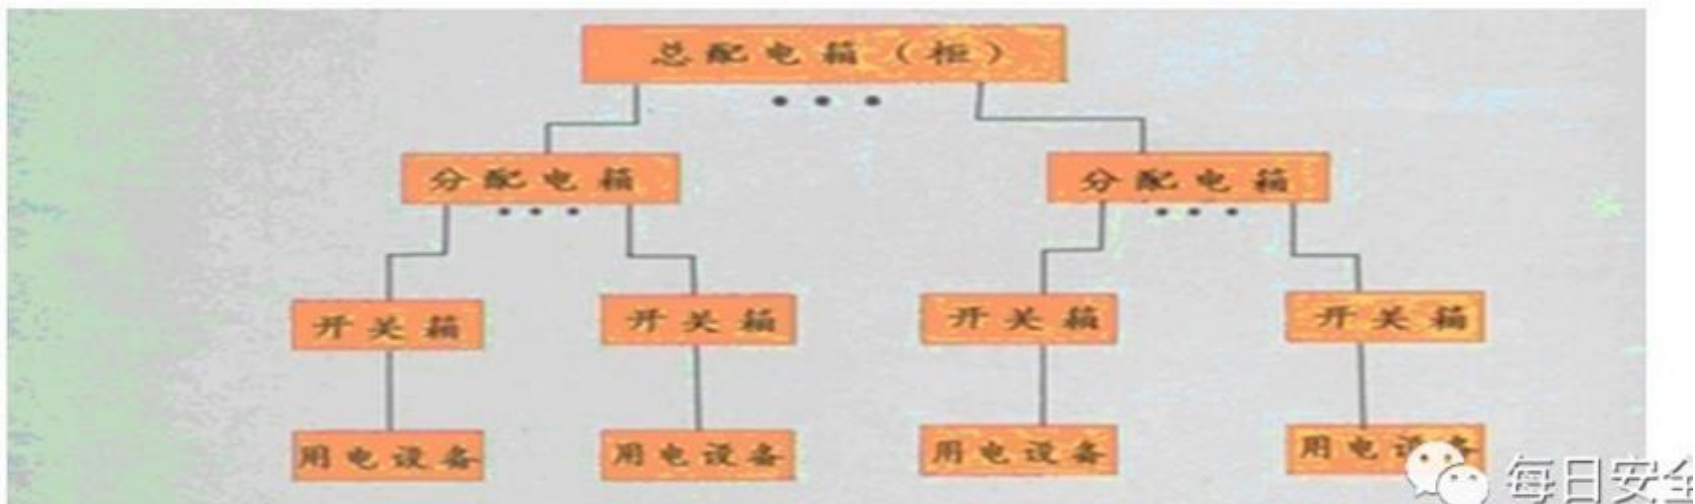 总配电箱（柜）
分配电箱 分配电箱
开关箱 开关箱 开关箱 开关箱
用电设备 用电设备 用电设备 用电设备
每日安全